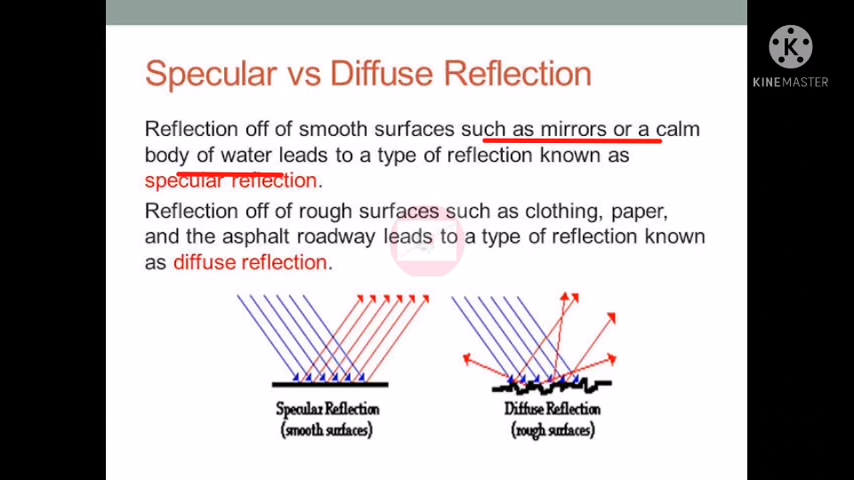 Specular vs Diffuse Reflection
K
KINEMASTER
Reflection off of smooth surfaces such as mirrors or a calm
body of water leads to a type of reflection known as
specular reflection.
Reflection off of rough surfaces such as clothing, paper,
and the asphalt roadway leads to a type of reflection known
as diffuse reflection.
Specular Reflection
(smooth surfaces)
Diffuse Reflection
(rough surfaces)